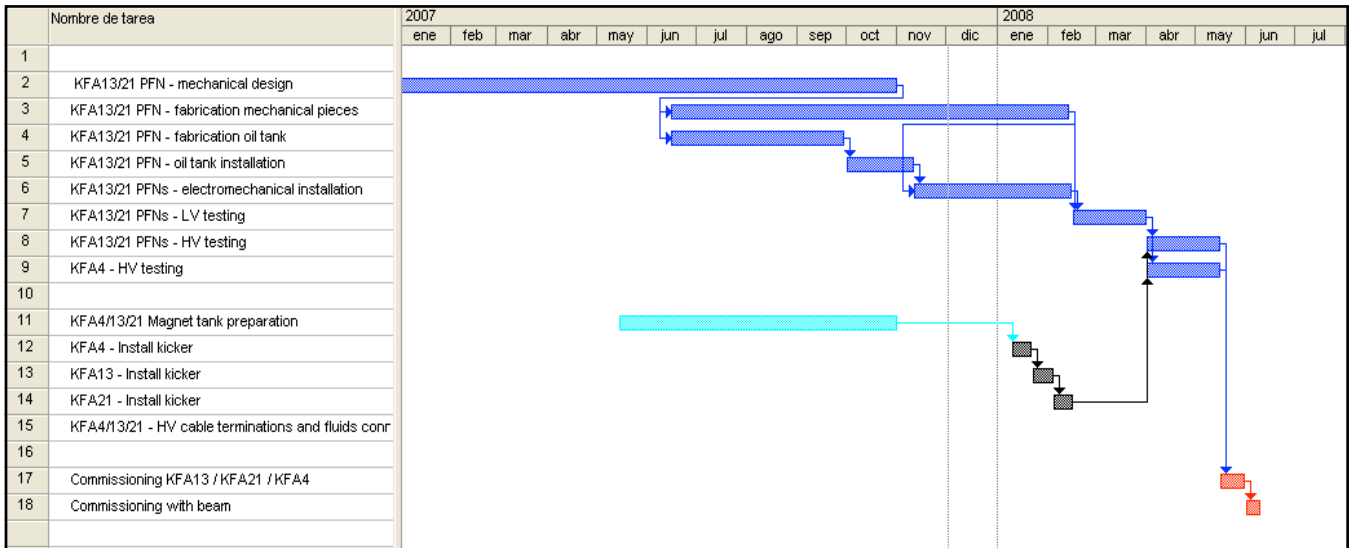 Nombre de tarea
2007 2008
ene feb mar abr may jun jul ago sep oct nov dic ene feb mar abr may jun jul
1
2 KFA13/21 PFN - mechanical design
3 KFA13/21 PFN - fabrication mechanical pieces
4 KFA13/21 PFN - fabrication oil tank
5 KFA13/21 PFN - oil tank installation
6 KFA13/21 PFNs - electromechanical installation
7 KFA13/21 PFNs - LV testing
8 KFA13/21 PFNs - HV testing
9 KFA4 - HV testing
10
11 KFA4/13/21 Magnet tank preparation
12 KFA4 - Install kicker
13 KFA13 - Install kicker
14 KFA21 - Install kicker
15 KFA4/13/21 - HV cable terminations and fluids conr
16
17 Commissioning KFA13 / KFA21 / KFA4
18 Commissioning with beam